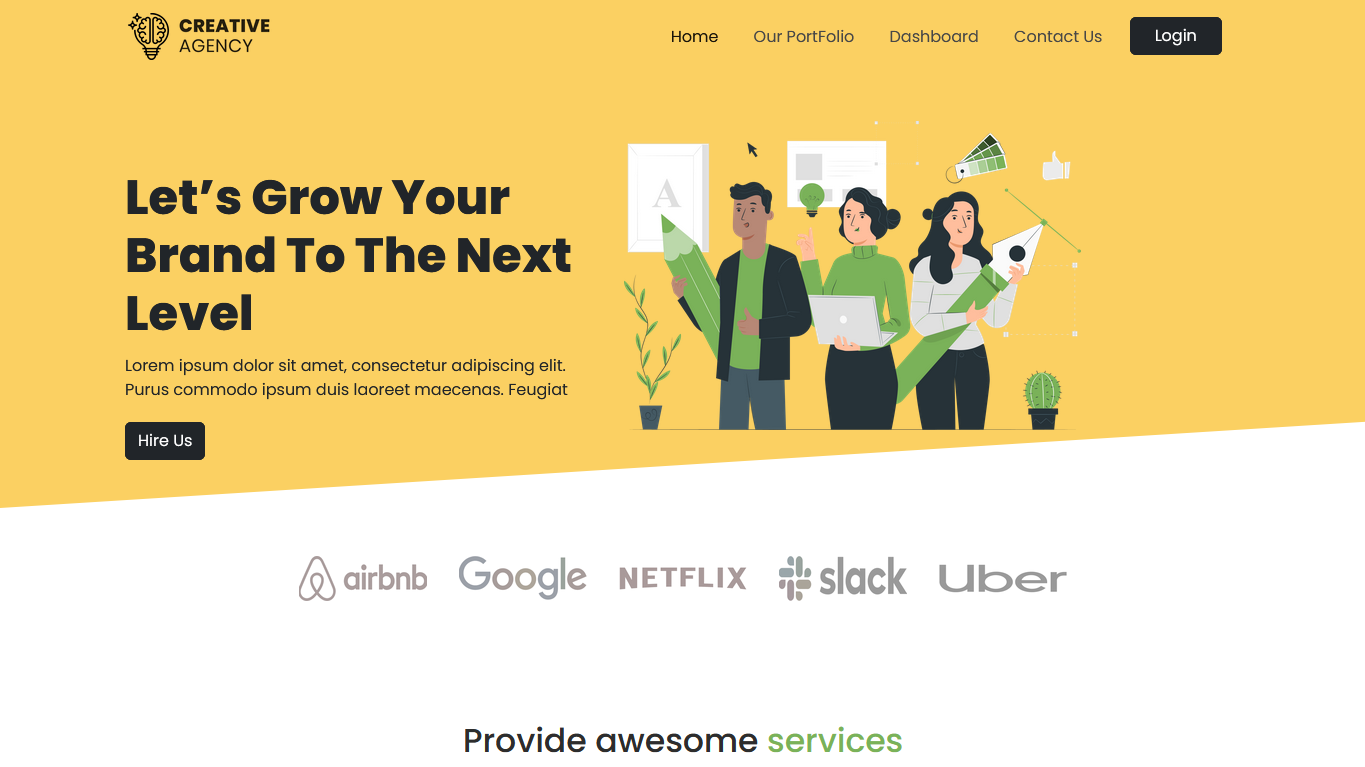 CREATIVE
AGENCY
Home
Our PortFolio
Dashboard
Contact Us
Login
Let’s Grow Your
Brand To The Next
Level
Lorem ipsum dolor sit amet, consectetur adipiscing elit.
Purus commodo ipsum duis laoreet maecenas. Feugiat
Hire Us
A
airbnb
Google
NETFLIX
slack
Uber
Provide awesome services